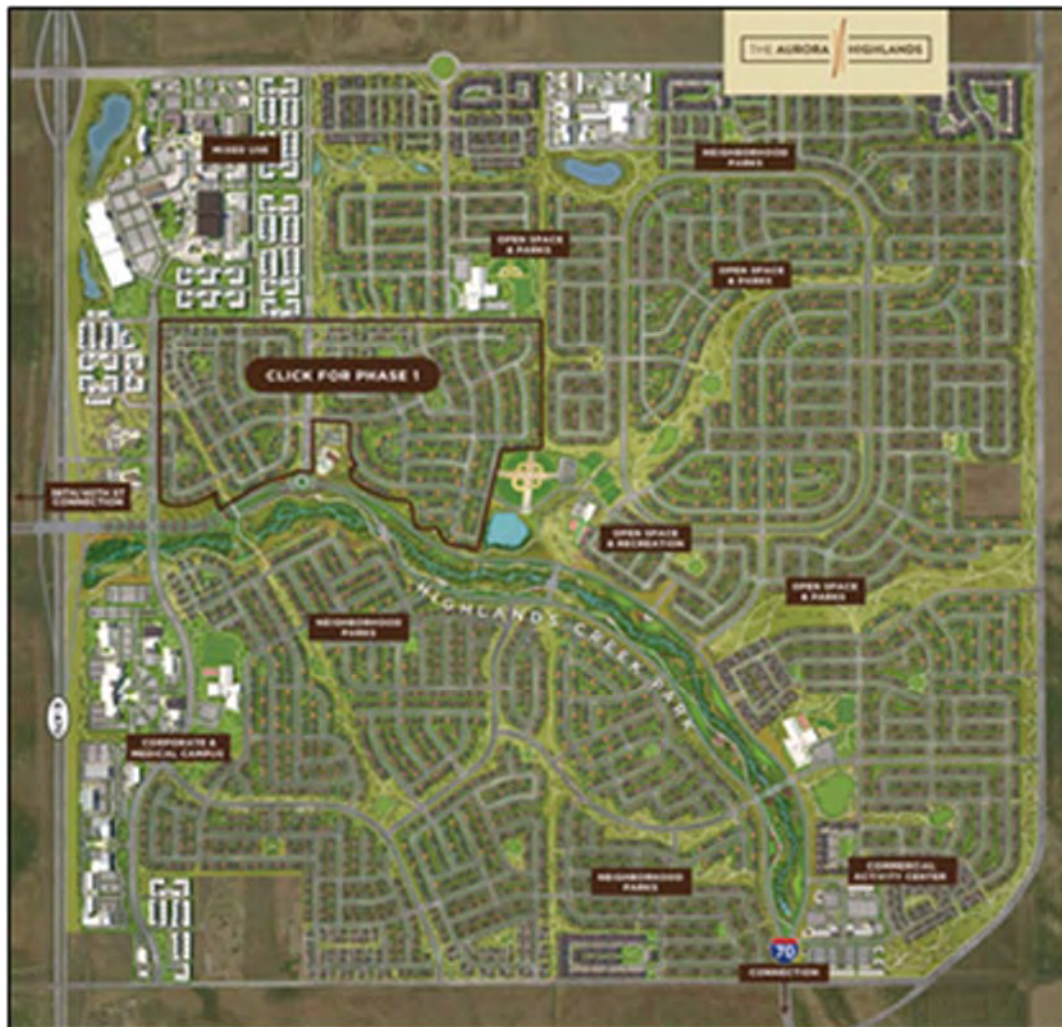 THE AURORA HIGHLANDS
MIXED USE
NEIGHBORHOOD
PARKS
OPEN SPACE
& PARKS
OPEN SPACE
& PARKS
CLICK FOR PHASE 1
CONNECTION
OPEN SPACE
& RECREATION
OPEN SPACE
& PARKS
HIGHLANDS CREEK PARK
NEIGHBORHOOD
PARKS
CORPORATE &
MEDICAL CAMPUS
NEIGHBORHOOD
PARKS
COMMERCIAL
ACTIVITY CENTER
70
CONNECTION